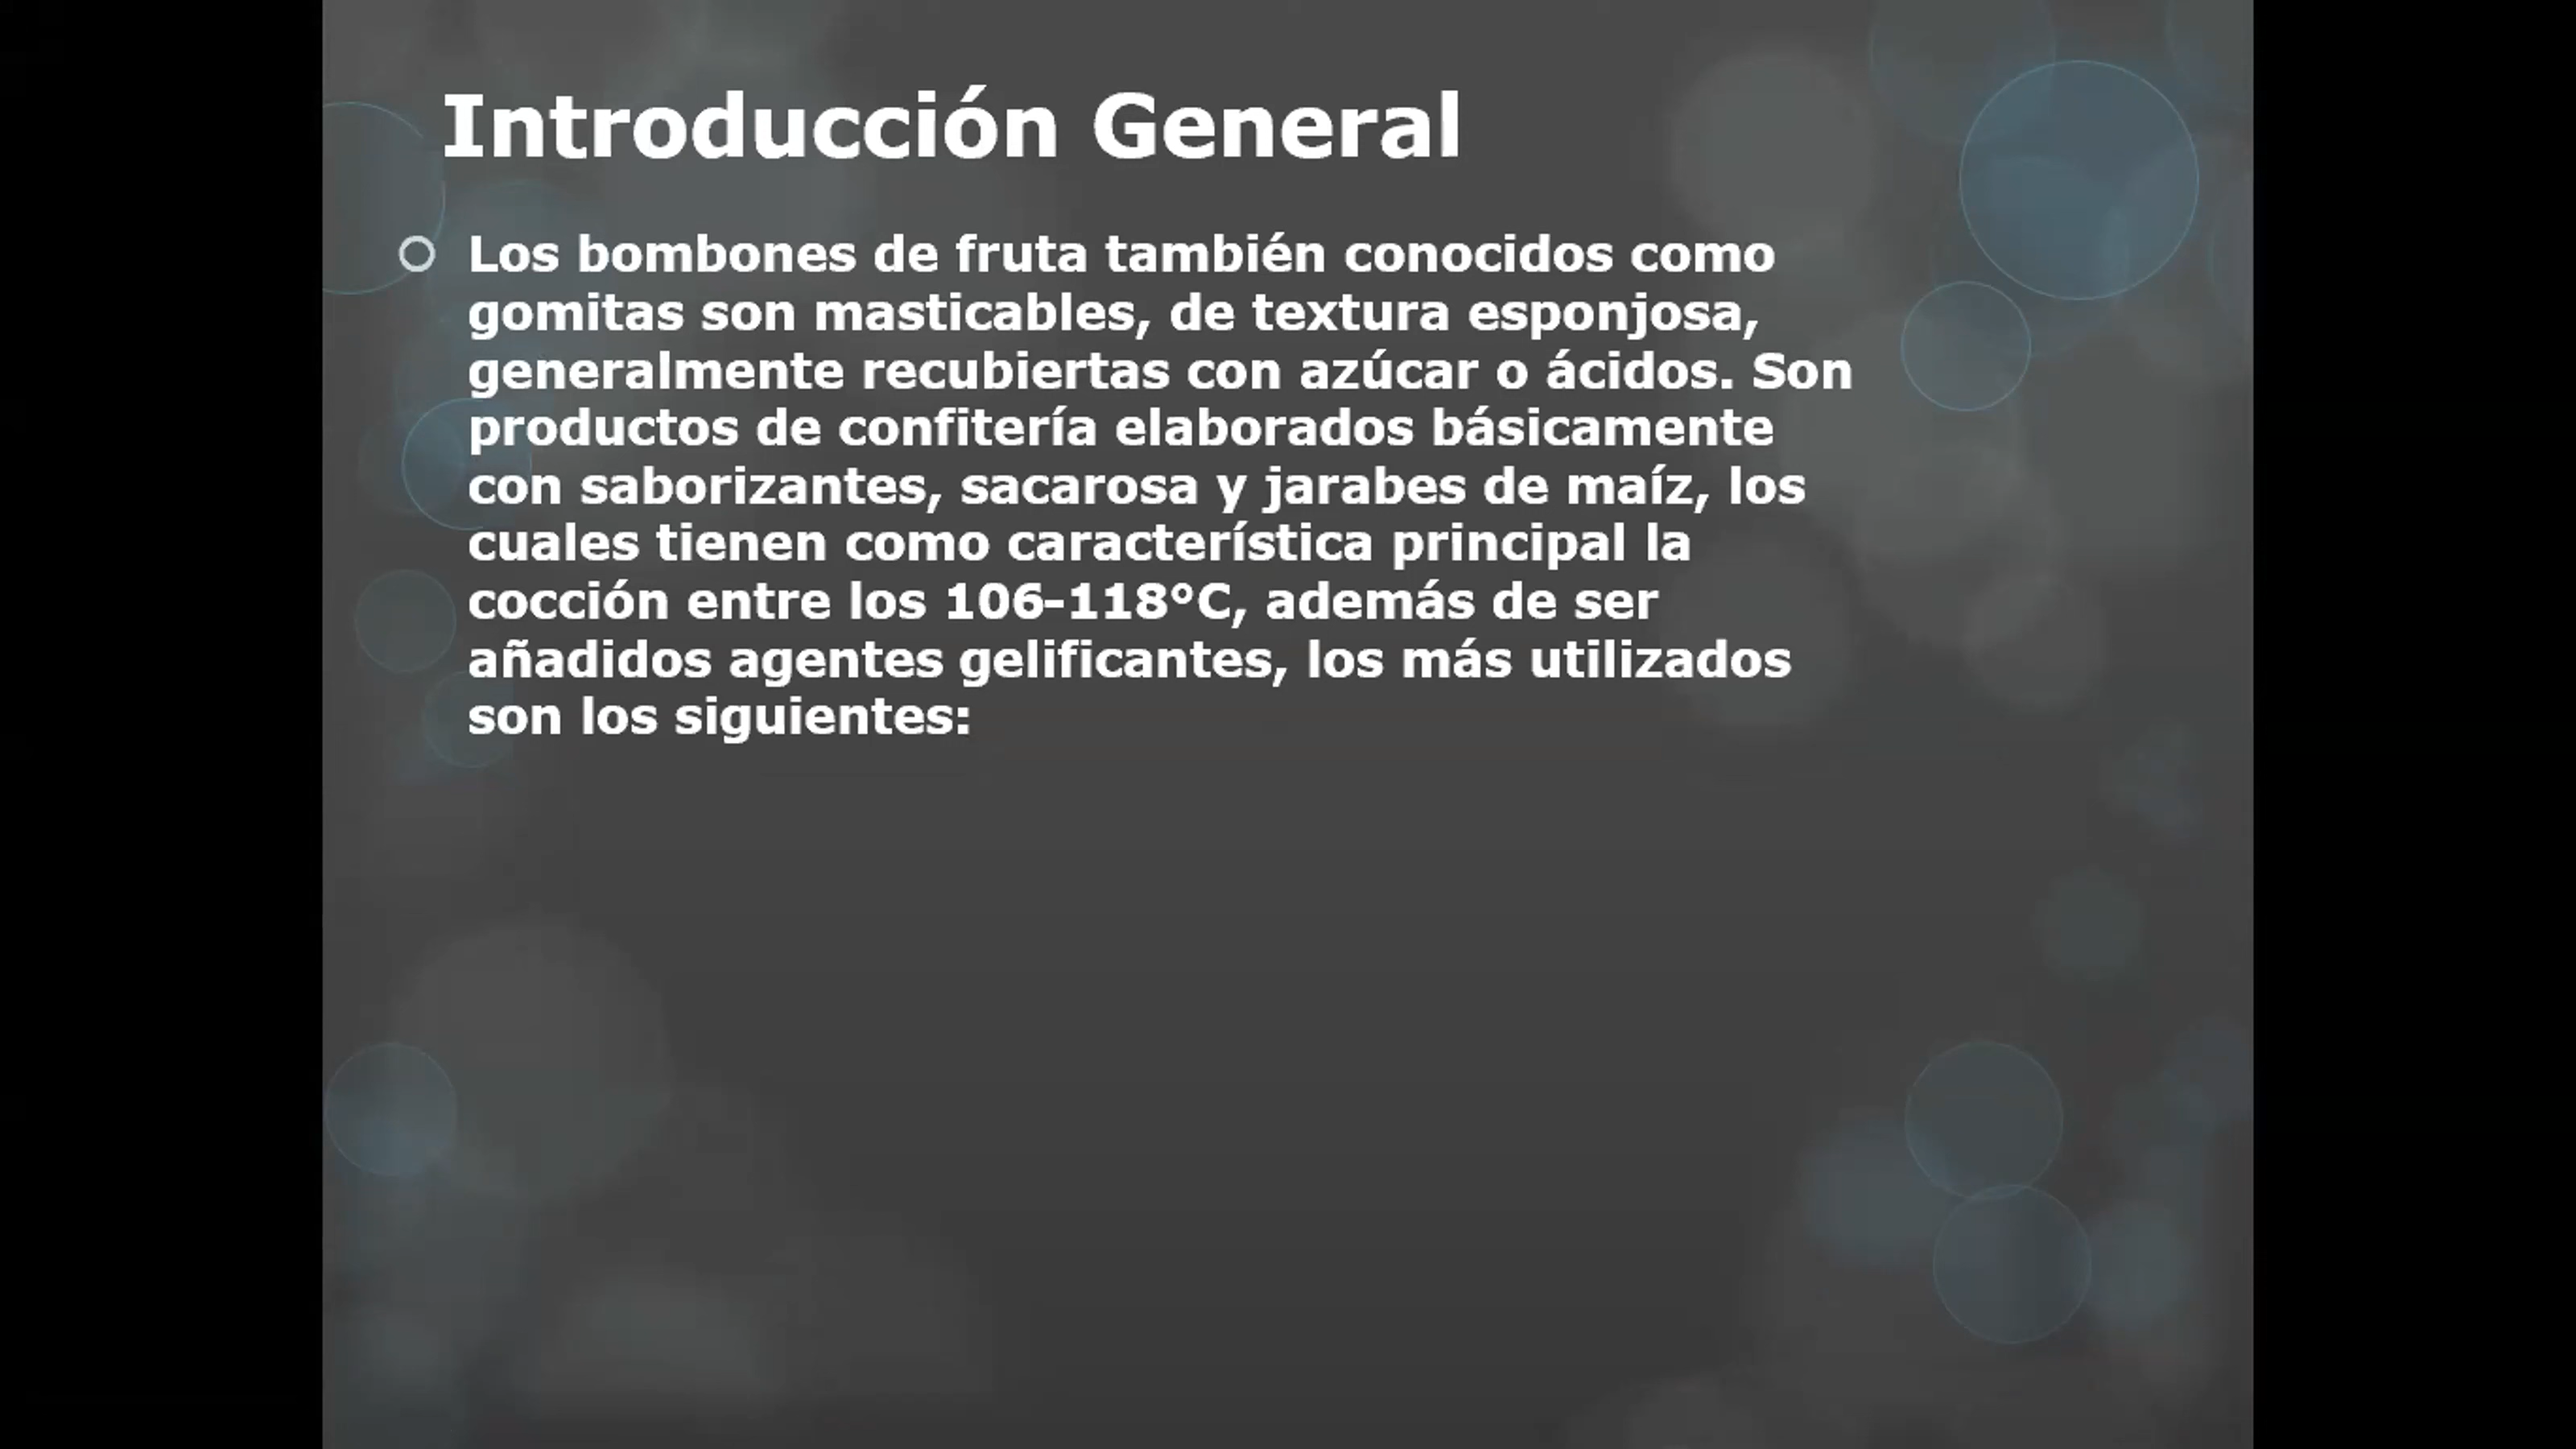 Introducción General
Los bombones de fruta también conocidos como
gomitas son masticables, de textura esponjosa,
generalmente recubiertas con azúcar o ácidos. Son
productos de confitería elaborados básicamente
con saborizantes, sacarosa y jarabes de maíz, los
cuales tienen como característica principal la
cocción entre los 106-118°C, además de ser
añadidos agentes gelificantes, los más utilizados
son los siguientes: